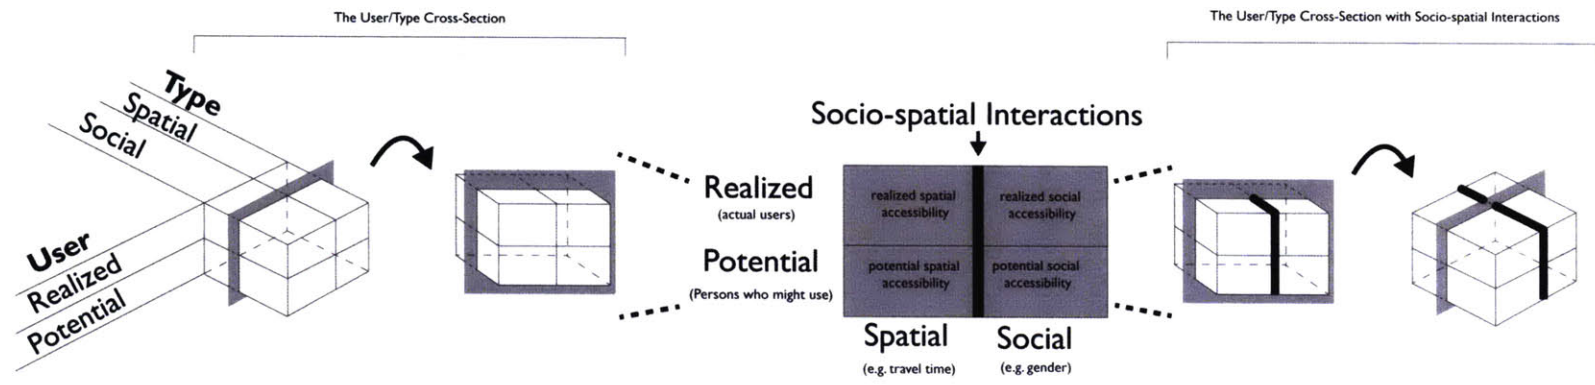 The User/Type Cross-Section
Type
Spatial
Social
User
Realized
Potential
Socio-spatial Interactions
Realized
(actual users)
Potential
(Persons who might use)
realized spatial
accessibility
realized social
accessibility
potential spatial
accessibility
potential social
accessibility
Spatial
(e.g. travel time)
Social
(e.g. gender)
The User/Type Cross-Section with Socio-spatial Interactions